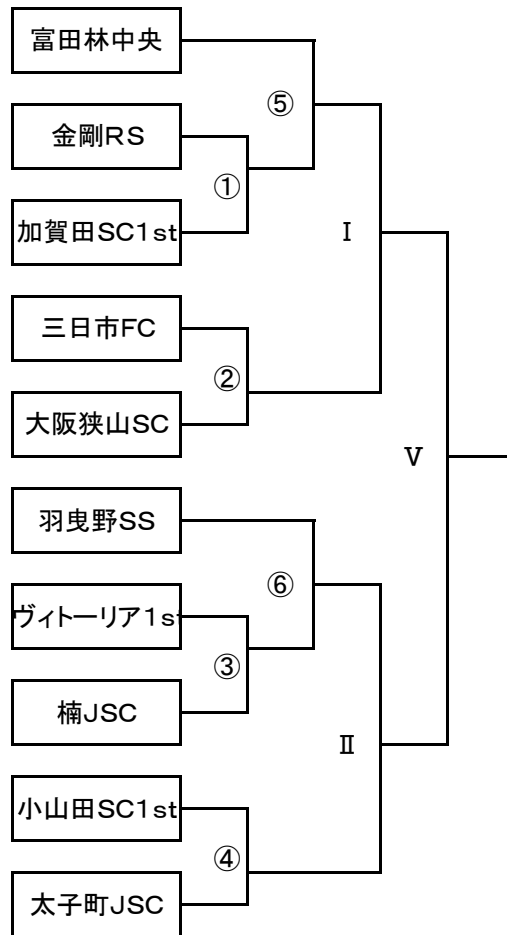 富田林中央
⑤
金剛RS
①
加賀田SC1st
Ⅰ
三日市FC
②
大阪狭山SC
Ⅴ
羽曳野SS
⑥
ヴィトーリア1st
③
楠JSC
Ⅱ
小山田SC1st
④
太子町JSC